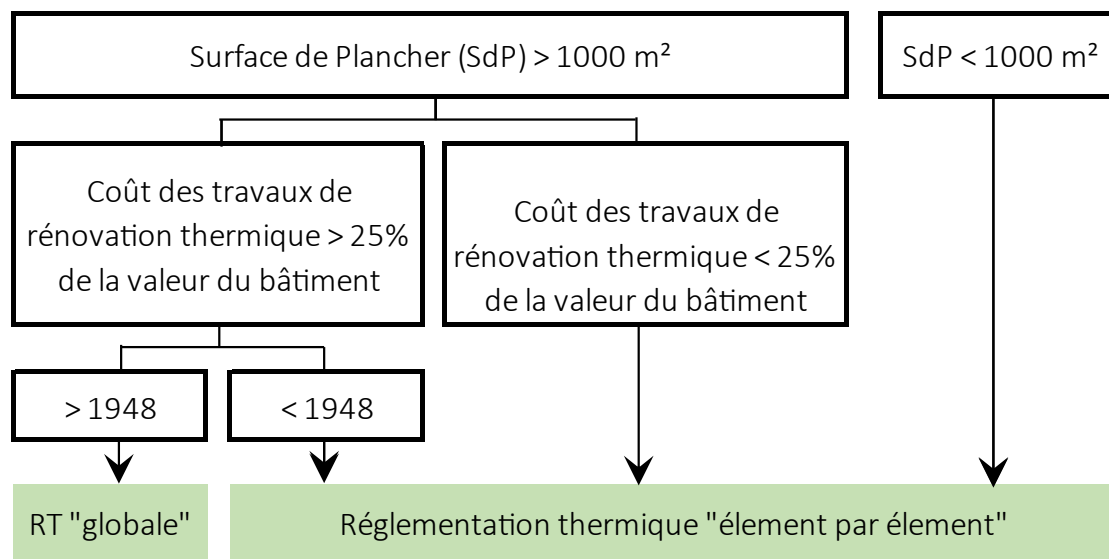 Surface de Plancher (SdP) > 1000 m²
SdP < 1000 m²
Coût des travaux de
rénovation thermique > 25%
de la valeur du bâtiment
Coût des travaux de
rénovation thermique < 25%
de la valeur du bâtiment
> 1948
< 1948
RT "globale"
Réglementation thermique "élement par élement"